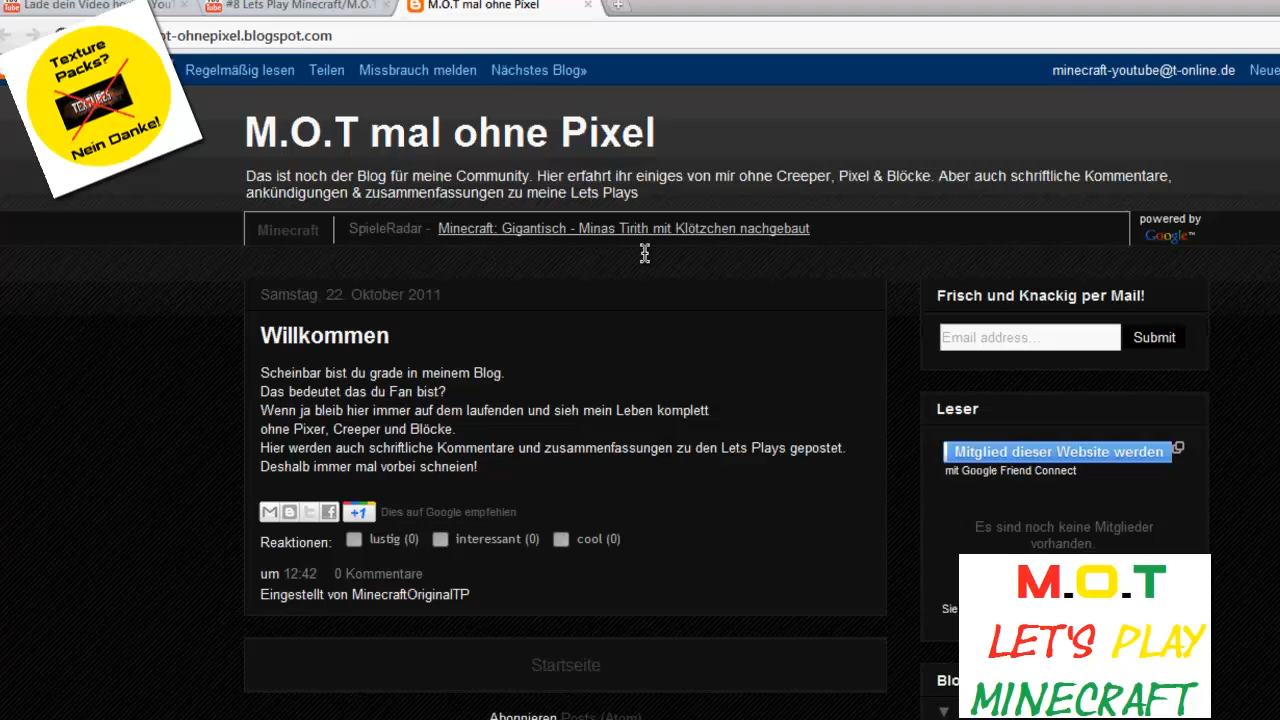 Lade dein Video ho
#8 Lets Play Minecraft/M.O.T
M.O.T mal ohne Pixel
ot-ohnepixel.blogspot.com
Texture
Packs?
TEXTURES
Nein Danke!
Regelmäßig lesen
Teilen
Missbrauch melden
Nächstes Blog»
minecraft-youtube@t-online.de
Neue
M.O.T mal ohne Pixel
Das ist noch der Blog für meine Community. Hier erfahrt ihr einiges von mir ohne Creeper, Pixel & Blöcke. Aber auch schriftliche Kommentare,
ankündigungen & zusammenfassungen zu meine Lets Plays
Minecraft
SpieleRadar - Minecraft: Gigantisch - Minas Tirith mit Klötzchen nachgebaut
powered by
Google™
Samstag, 22. Oktober 2011
Willkommen
Scheinbar bist du grade in meinem Blog.
Das bedeutet das du Fan bist?
Wenn ja bleib hier immer auf dem laufenden und sieh mein Leben komplett
ohne Pixer, Creeper und Blöcke.
Hier werden auch schriftliche Kommentare und zusammenfassungen zu den Lets Plays gepostet.
Deshalb immer mal vorbei schneien!
+1
Dies auf Google empfehlen
Reaktionen:
lustig (0)
interessant (0)
cool (0)
um 12:42
0 Kommentare
Eingestellt von MinecraftOriginalTP
Startseite
Abonnieren Posts (Atom)
Frisch und Knackig per Mail!
Email address...
Submit
Leser
Mitglied dieser Website werden
mit Google Friend Connect
Es sind noch keine Mitglieder
vorhanden.
Sie
Blo
M.O.T
LET'S PLAY
MINECRAFT